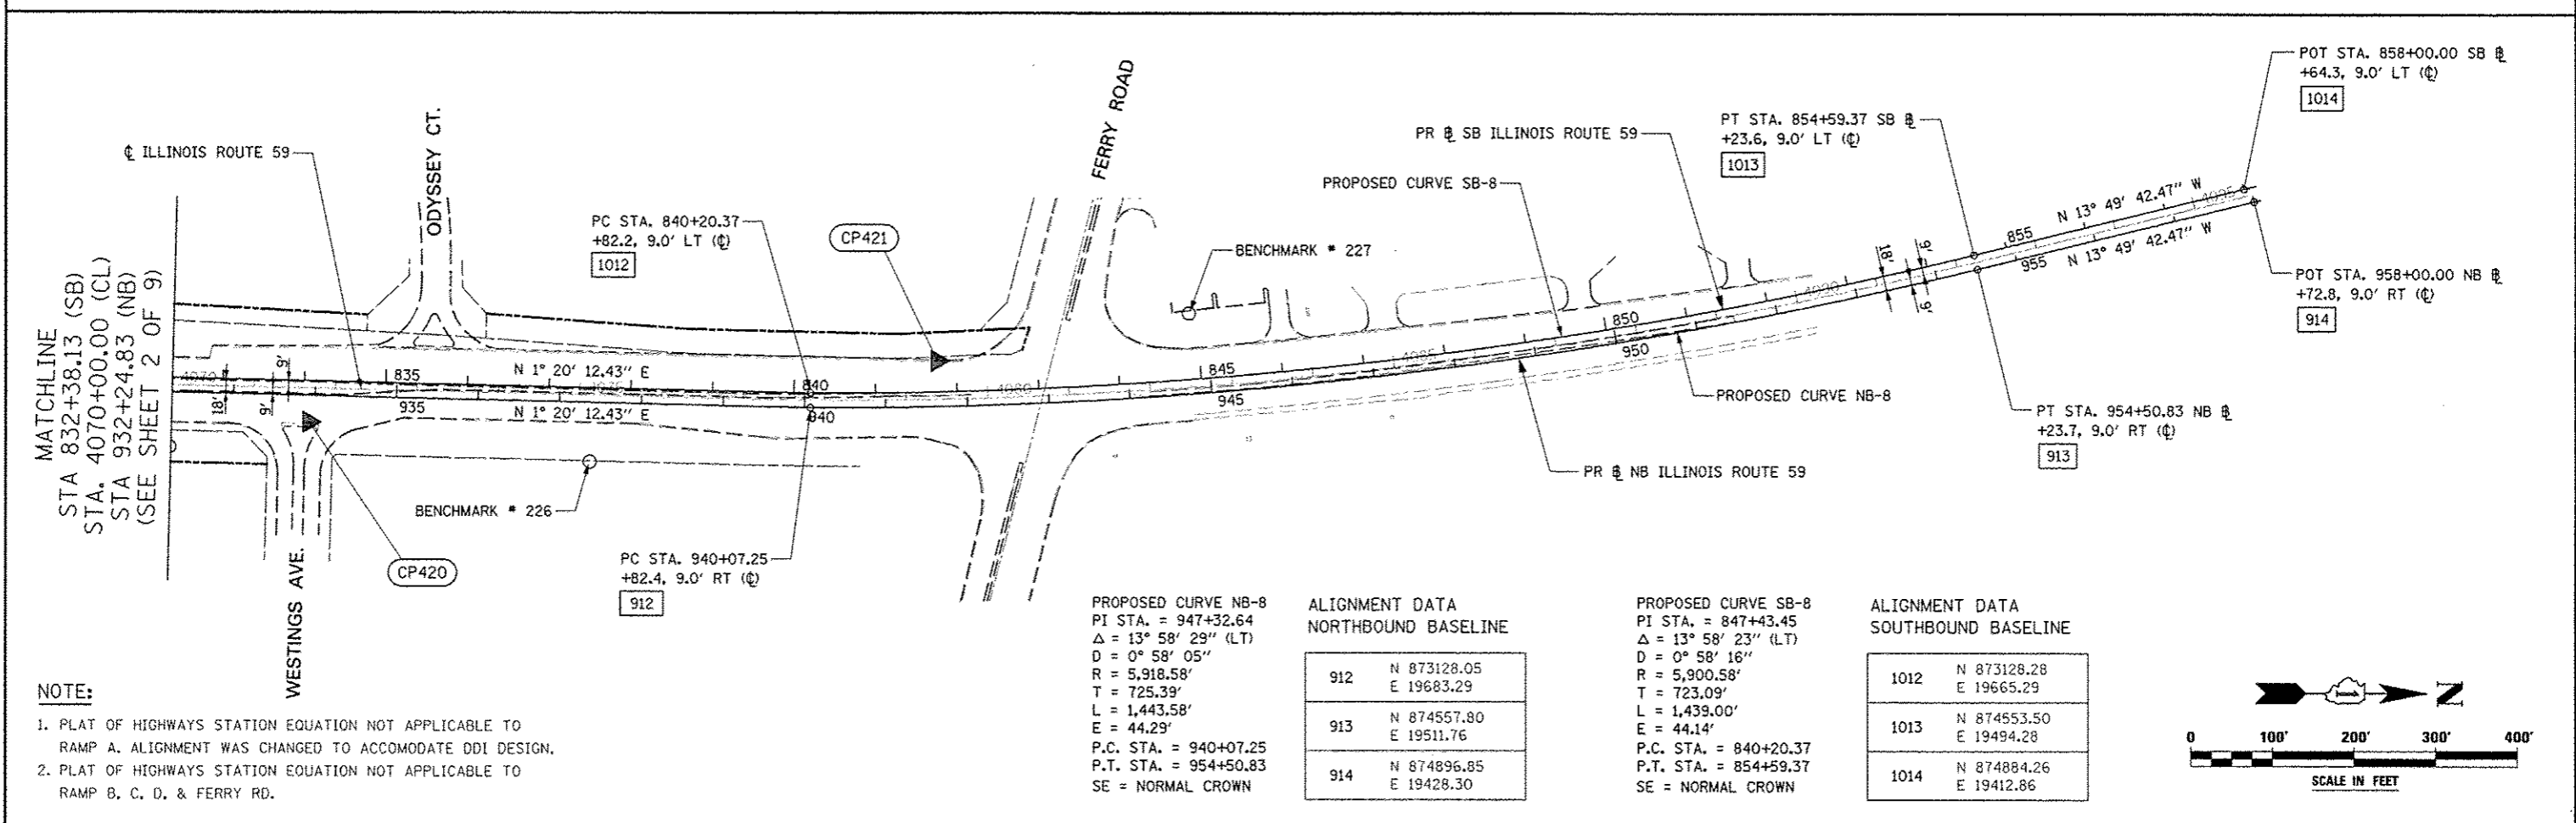 MATCHLINE
STA 832+38.13 (SB)
STA. 4070+00.00 (CL)
STA 932+24.83 (NB)
(SEE SHEET 2 OF 9)
℄ ILLINOIS ROUTE 59
ODYSSEY CT.
WESTINGS AVE.
FERRY ROAD
PC STA. 840+20.37
+82.2, 9.0' LT (℄)
1012
CP421
BENCHMARK # 227
PROPOSED CURVE SB-8
PR ℄ SB ILLINOIS ROUTE 59
PT STA. 854+59.37 SB ℄
+23.6, 9.0' LT (℄)
1013
POT STA. 858+00.00 SB ℄
+64.3, 9.0' LT (℄)
1014
N 13° 49' 42.47" W
N 13° 49' 42.47" W
POT STA. 958+00.00 NB ℄
+72.8, 9.0' RT (℄)
914
PT STA. 954+50.83 NB ℄
+23.7, 9.0' RT (℄)
913
PROPOSED CURVE NB-8
PR ℄ NB ILLINOIS ROUTE 59
N 1° 20' 12.43" E
N 1° 20' 12.43" E
4070
4075
4080
4085
4090
4095
835
840
845
850
855
935
940
945
950
955
18'
9'
9'
18'
9'
9'
BENCHMARK # 226
CP420
PC STA. 940+07.25
+82.4, 9.0' RT (℄)
912
NOTE:
1. PLAT OF HIGHWAYS STATION EQUATION NOT APPLICABLE TO
RAMP A. ALIGNMENT WAS CHANGED TO ACCOMODATE DDI DESIGN.
2. PLAT OF HIGHWAYS STATION EQUATION NOT APPLICABLE TO
RAMP B, C, D, & FERRY RD.
PROPOSED CURVE NB-8
PI STA. = 947+32.64
Δ = 13° 58' 29" (LT)
D = 0° 58' 05"
R = 5,918.58'
T = 725.39'
L = 1,443.58'
E = 44.29'
P.C. STA. = 940+07.25
P.T. STA. = 954+50.83
SE = NORMAL CROWN
ALIGNMENT DATA
NORTHBOUND BASELINE
912 N 873128.05
E 19683.29
913 N 874557.80
E 19511.76
914 N 874896.85
E 19428.30
PROPOSED CURVE SB-8
PI STA. = 847+43.45
Δ = 13° 58' 23" (LT)
D = 0° 58' 16"
R = 5,900.58'
T = 723.09'
L = 1,439.00'
E = 44.14'
P.C. STA. = 840+20.37
P.T. STA. = 854+59.37
SE = NORMAL CROWN
ALIGNMENT DATA
SOUTHBOUND BASELINE
1012 N 873128.28
E 19665.29
1013 N 874553.50
E 19494.28
1014 N 874884.26
E 19412.86
Z
0 100' 200' 300' 400'
SCALE IN FEET